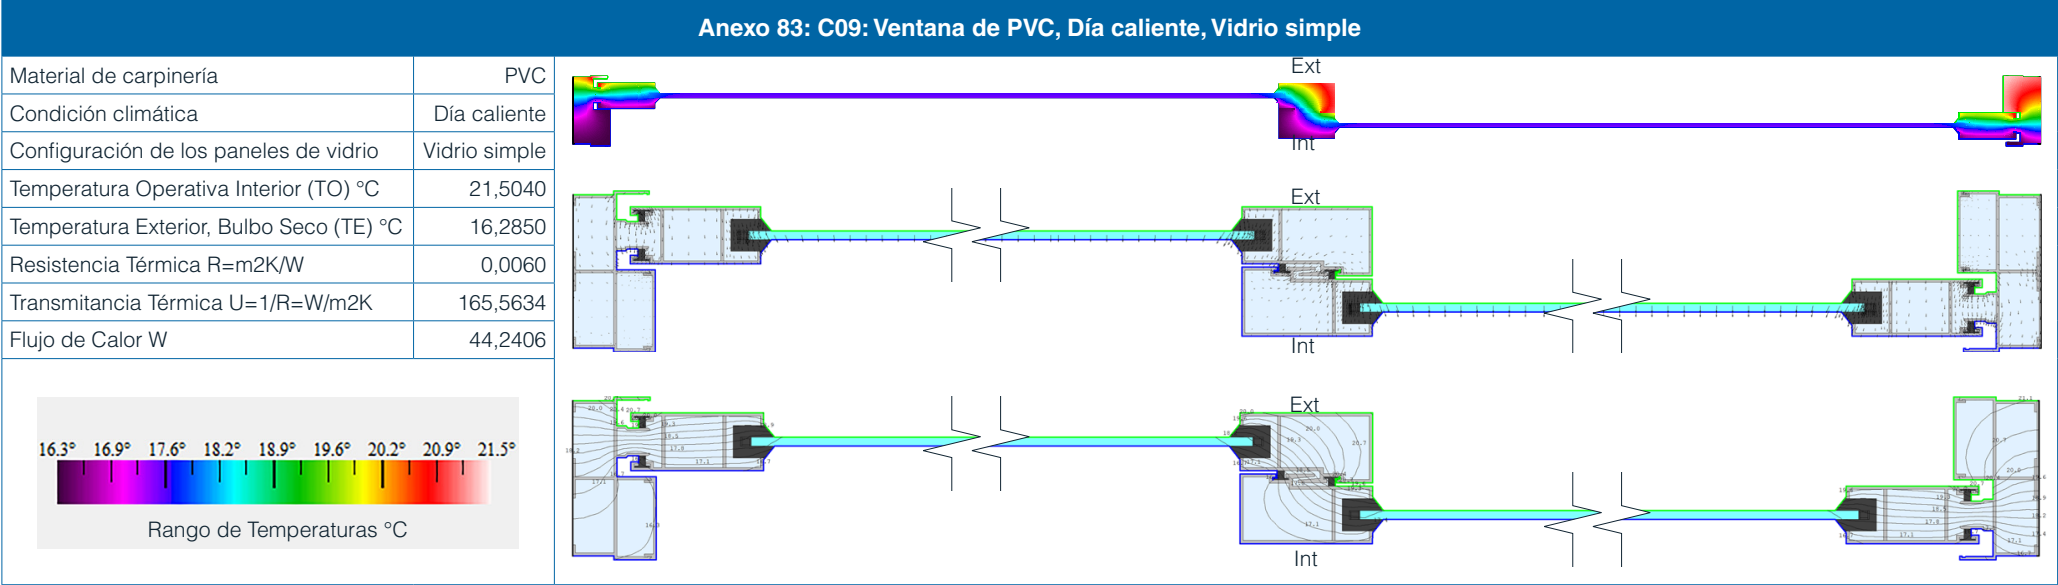 Anexo 83: C09: Ventana de PVC, Día caliente, Vidrio simple
Material de carpinería PVC
Condición climática Día caliente
Configuración de los paneles de vidrio Vidrio simple
Temperatura Operativa Interior (TO) °C 21,5040
Temperatura Exterior, Bulbo Seco (TE) °C 16,2850
Resistencia Térmica R=m2K/W 0,0060
Transmitancia Térmica U=1/R=W/m2K 165,5634
Flujo de Calor W 44,2406
16.3° 16.9° 17.6° 18.2° 18.9° 19.6° 20.2° 20.9° 21.5°
Rango de Temperaturas °C
Ext
Int
Ext
Int
Ext
Int